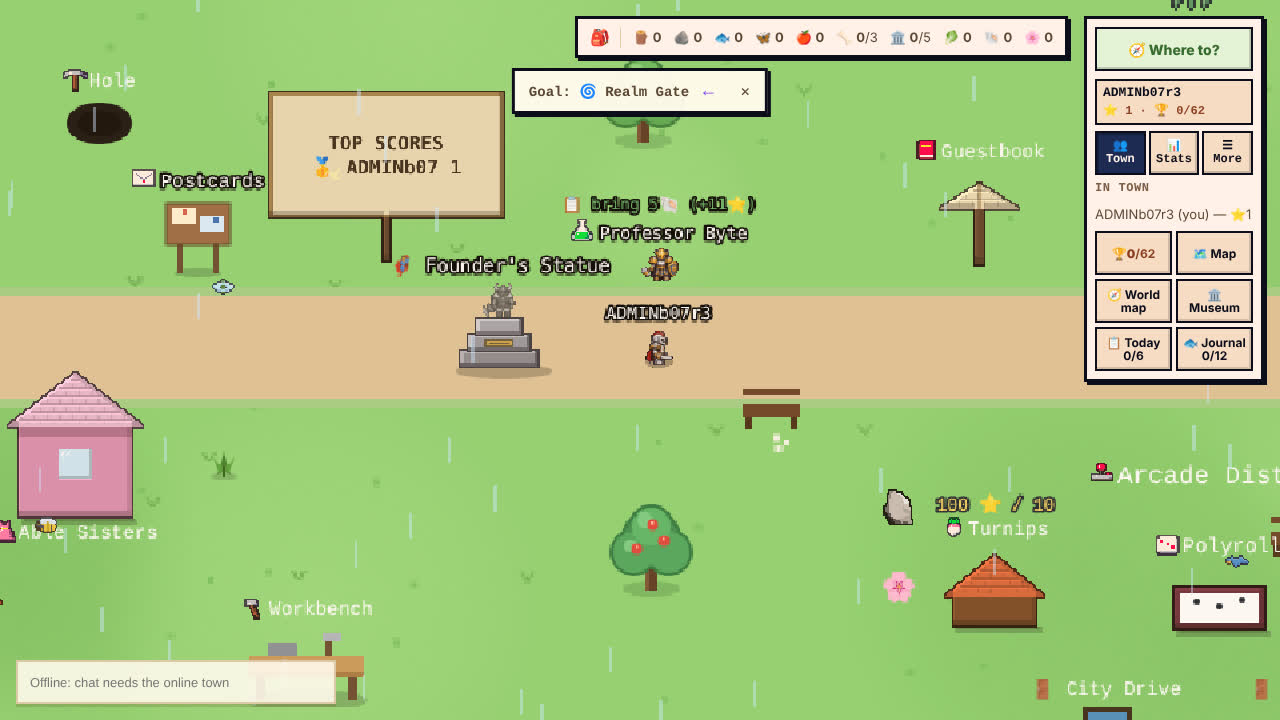 0 0 0 0 0 0/3 0/5 0 0 0
Goal: Realm Gate ← ×
Where to?
ADMINb07r3
1 · 0/62
Town
Stats
More
IN TOWN
ADMINb07r3 (you) — 1
0/62
Map
World map
Museum
Today 0/6
Journal 0/12
Hole
TOP SCORES
ADMINb07 1
Postcards
Guestbook
bring 5 (+11)
Professor Byte
Founder's Statue
ADMINb07r3
Able Sisters
Arcade Dist
100 / 10
Turnips
Polyroll
Workbench
Offline: chat needs the online town
City Drive